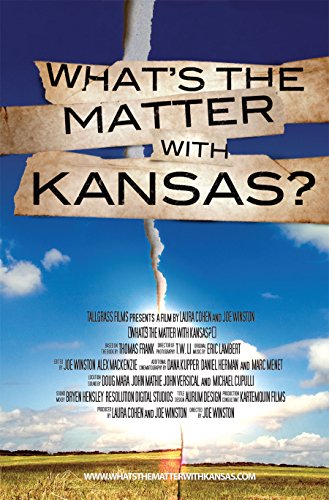 WHAT'S THE
MATTER
WITH
KANSAS?
TALLGRASS FILMS PRESENTS A FILM BY LAURA COHEN AND JOE WINSTON
[WHAT'S THE MATTER WITH KANSAS?]
BASED ON THE BOOK BY THOMAS FRANK DIRECTOR OF PHOTOGRAPHY T.W. LI ORIGINAL MUSIC BY ERIC LAMBERT
EDITED BY JOE WINSTON ALEX MACKENZIE ADDITIONAL CINEMATOGRAPHY BY DANA KUPPER DANIEL HERMAN AND MARC MENET
LOCATION SOUND BY DOUG MARA JOHN MATHIE JOHN VERSICAL AND MICHAEL CUPULLI
SOUND MIX BY BRYEN HENSLEY RESOLUTION DIGITAL STUDIOS TITLE DESIGN AURIUM DESIGN PRODUCTION CONSULTING KARTEMQUIN FILMS
PRODUCED BY LAURA COHEN AND JOE WINSTON DIRECTED BY JOE WINSTON
WWW.WHATSTHEMATTERWITHKANSAS.COM